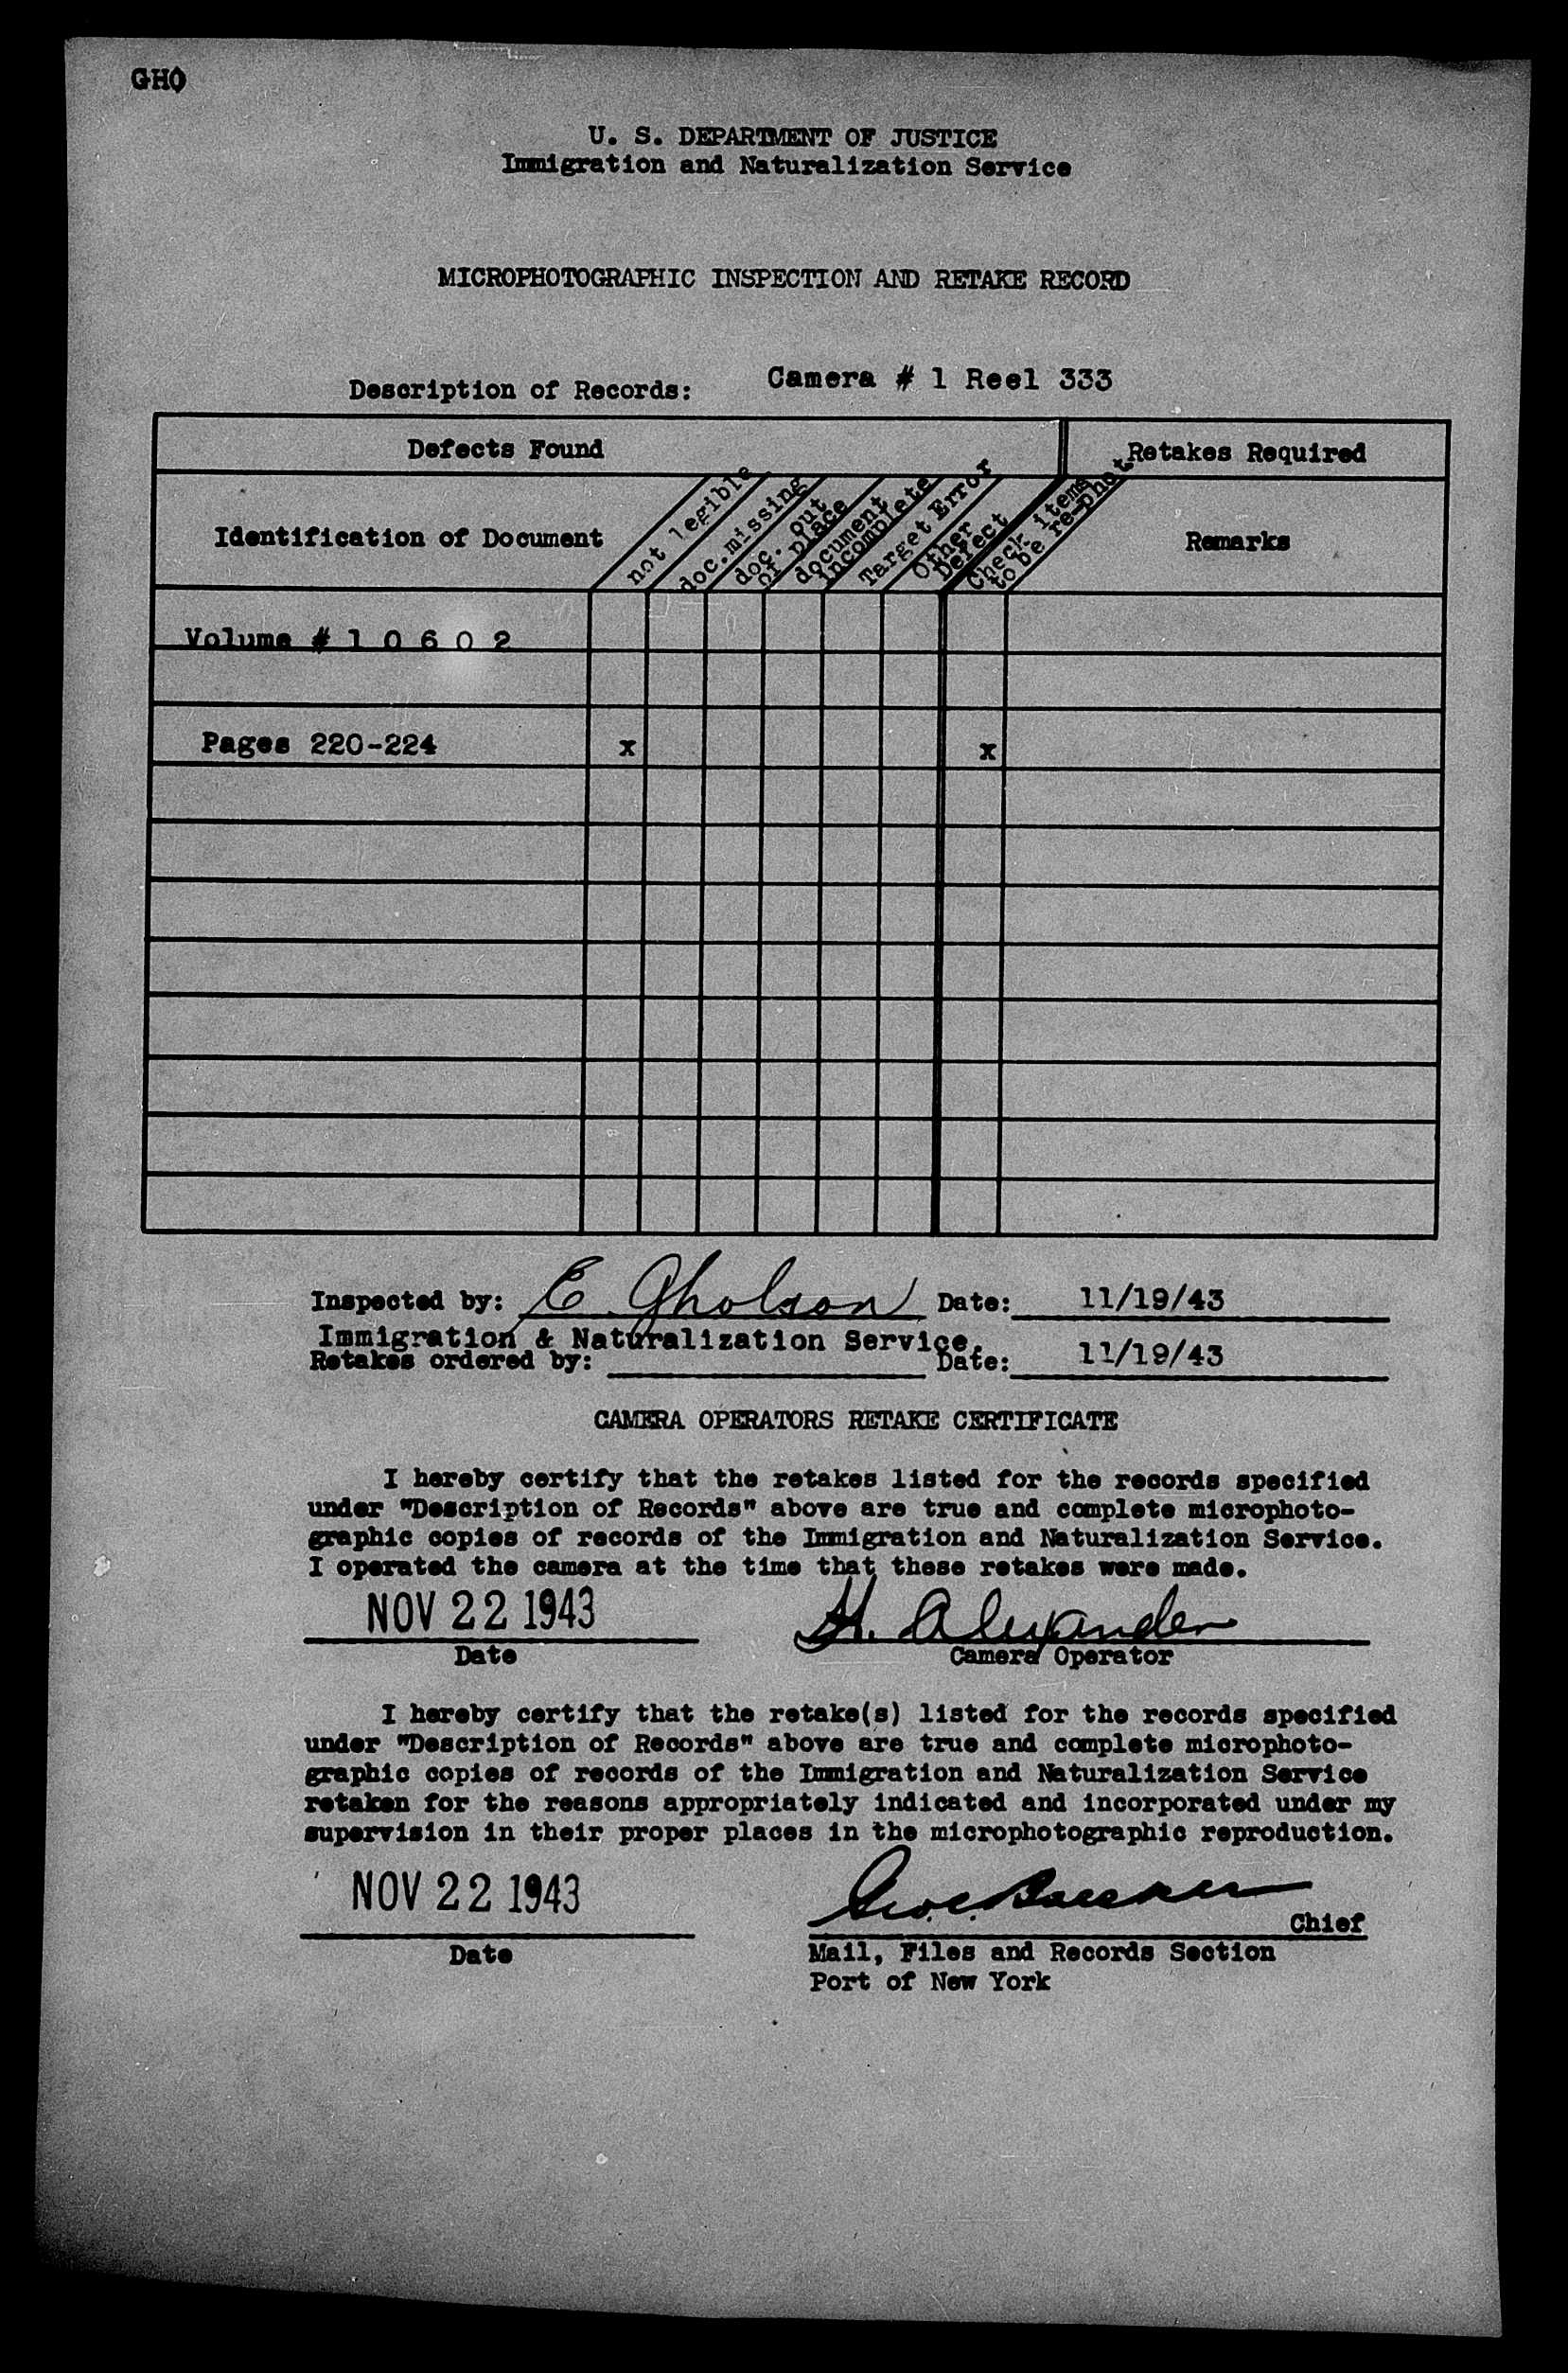 GHO
U. S. DEPARTMENT OF JUSTICE
Immigration and Naturalization Service
MICROPHOTOGRAPHIC INSPECTION AND RETAKE RECORD
Description of Records: Camera # 1 Reel 333
Defects Found Retakes Required
Identification of Document
not legible
doc.missing
doc. out
of place
document
incomplete
Target Error
Other
Defect
Check items
to be re-phot
Remarks
Volume # 1 0 6 0 2
Pages 220-224 x x
Inspected by: E Gholson Date: 11/19/43
Immigration & Naturalization Service.
Retakes ordered by: Date: 11/19/43
CAMERA OPERATORS RETAKE CERTIFICATE
I hereby certify that the retakes listed for the records specified
under "Description of Records" above are true and complete microphoto-
graphic copies of records of the Immigration and Naturalization Service.
I operated the camera at the time that these retakes were made.
NOV 22 1943 H. Alexander
Date Camera Operator
I hereby certify that the retake(s) listed for the records specified
under "Description of Records" above are true and complete microphoto-
graphic copies of records of the Immigration and Naturalization Service
retaken for the reasons appropriately indicated and incorporated under my
supervision in their proper places in the microphotographic reproduction.
NOV 22 1943
Chief
Date Mail, Files and Records Section
Port of New York